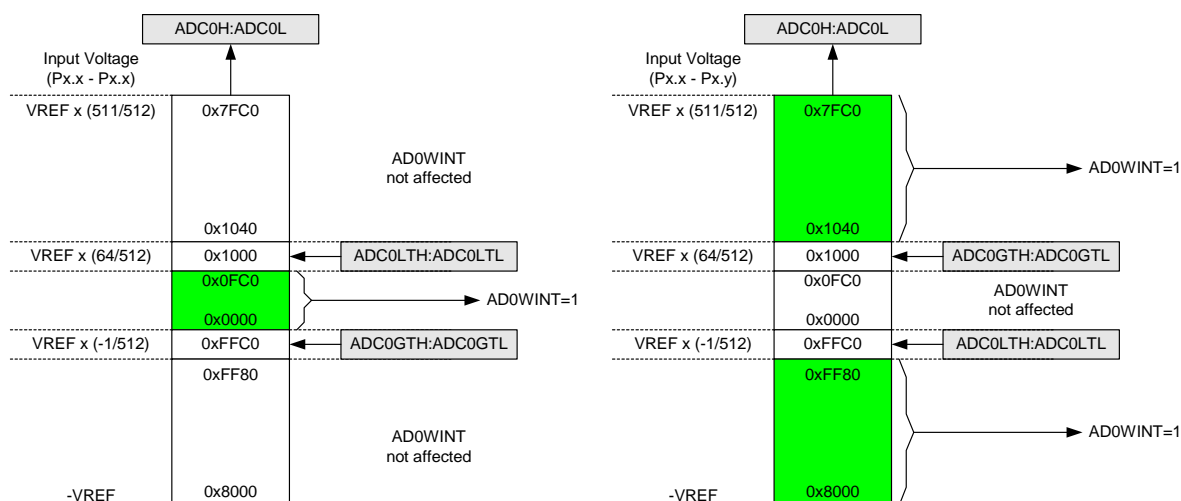 ADC0H:ADC0L
Input Voltage
(Px.x - Px.x)
VREF x (511/512)
0x7FC0
AD0WINT
not affected
0x1040
VREF x (64/512)
0x1000
ADC0LTH:ADC0LTL
0x0FC0
AD0WINT=1
0x0000
VREF x (-1/512)
0xFFC0
ADC0GTH:ADC0GTL
0xFF80
AD0WINT
not affected
-VREF
0x8000
ADC0H:ADC0L
Input Voltage
(Px.x - Px.y)
VREF x (511/512)
0x7FC0
AD0WINT=1
0x1040
VREF x (64/512)
0x1000
ADC0GTH:ADC0GTL
0x0FC0
AD0WINT
not affected
0x0000
VREF x (-1/512)
0xFFC0
ADC0LTH:ADC0LTL
0xFF80
AD0WINT=1
-VREF
0x8000